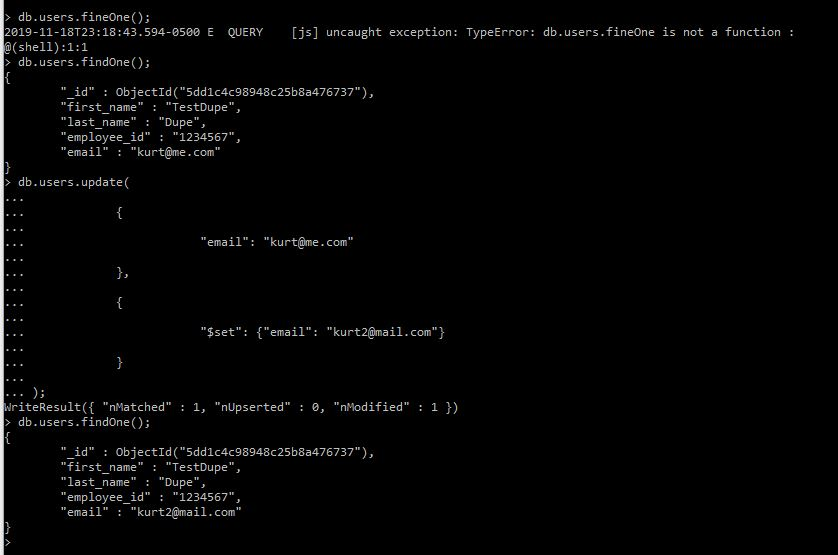 > db.users.fineOne();
2019-11-18T23:18:43.594-0500 E  QUERY    [js] uncaught exception: TypeError: db.users.fineOne is not a function :
@(shell):1:1
> db.users.findOne();
{
        "_id" : ObjectId("5dd1c4c98948c25b8a476737"),
        "first_name" : "TestDupe",
        "last_name" : "Dupe",
        "employee_id" : "1234567",
        "email" : "kurt@me.com"
}
> db.users.update(
...
...             {
...
...                         "email": "kurt@me.com"
...
...             },
...
...             {
...
...                         "$set": {"email": "kurt2@mail.com"}
...
...             }
...
... );
WriteResult({ "nMatched" : 1, "nUpserted" : 0, "nModified" : 1 })
> db.users.findOne();
{
        "_id" : ObjectId("5dd1c4c98948c25b8a476737"),
        "first_name" : "TestDupe",
        "last_name" : "Dupe",
        "employee_id" : "1234567",
        "email" : "kurt2@mail.com"
}
>